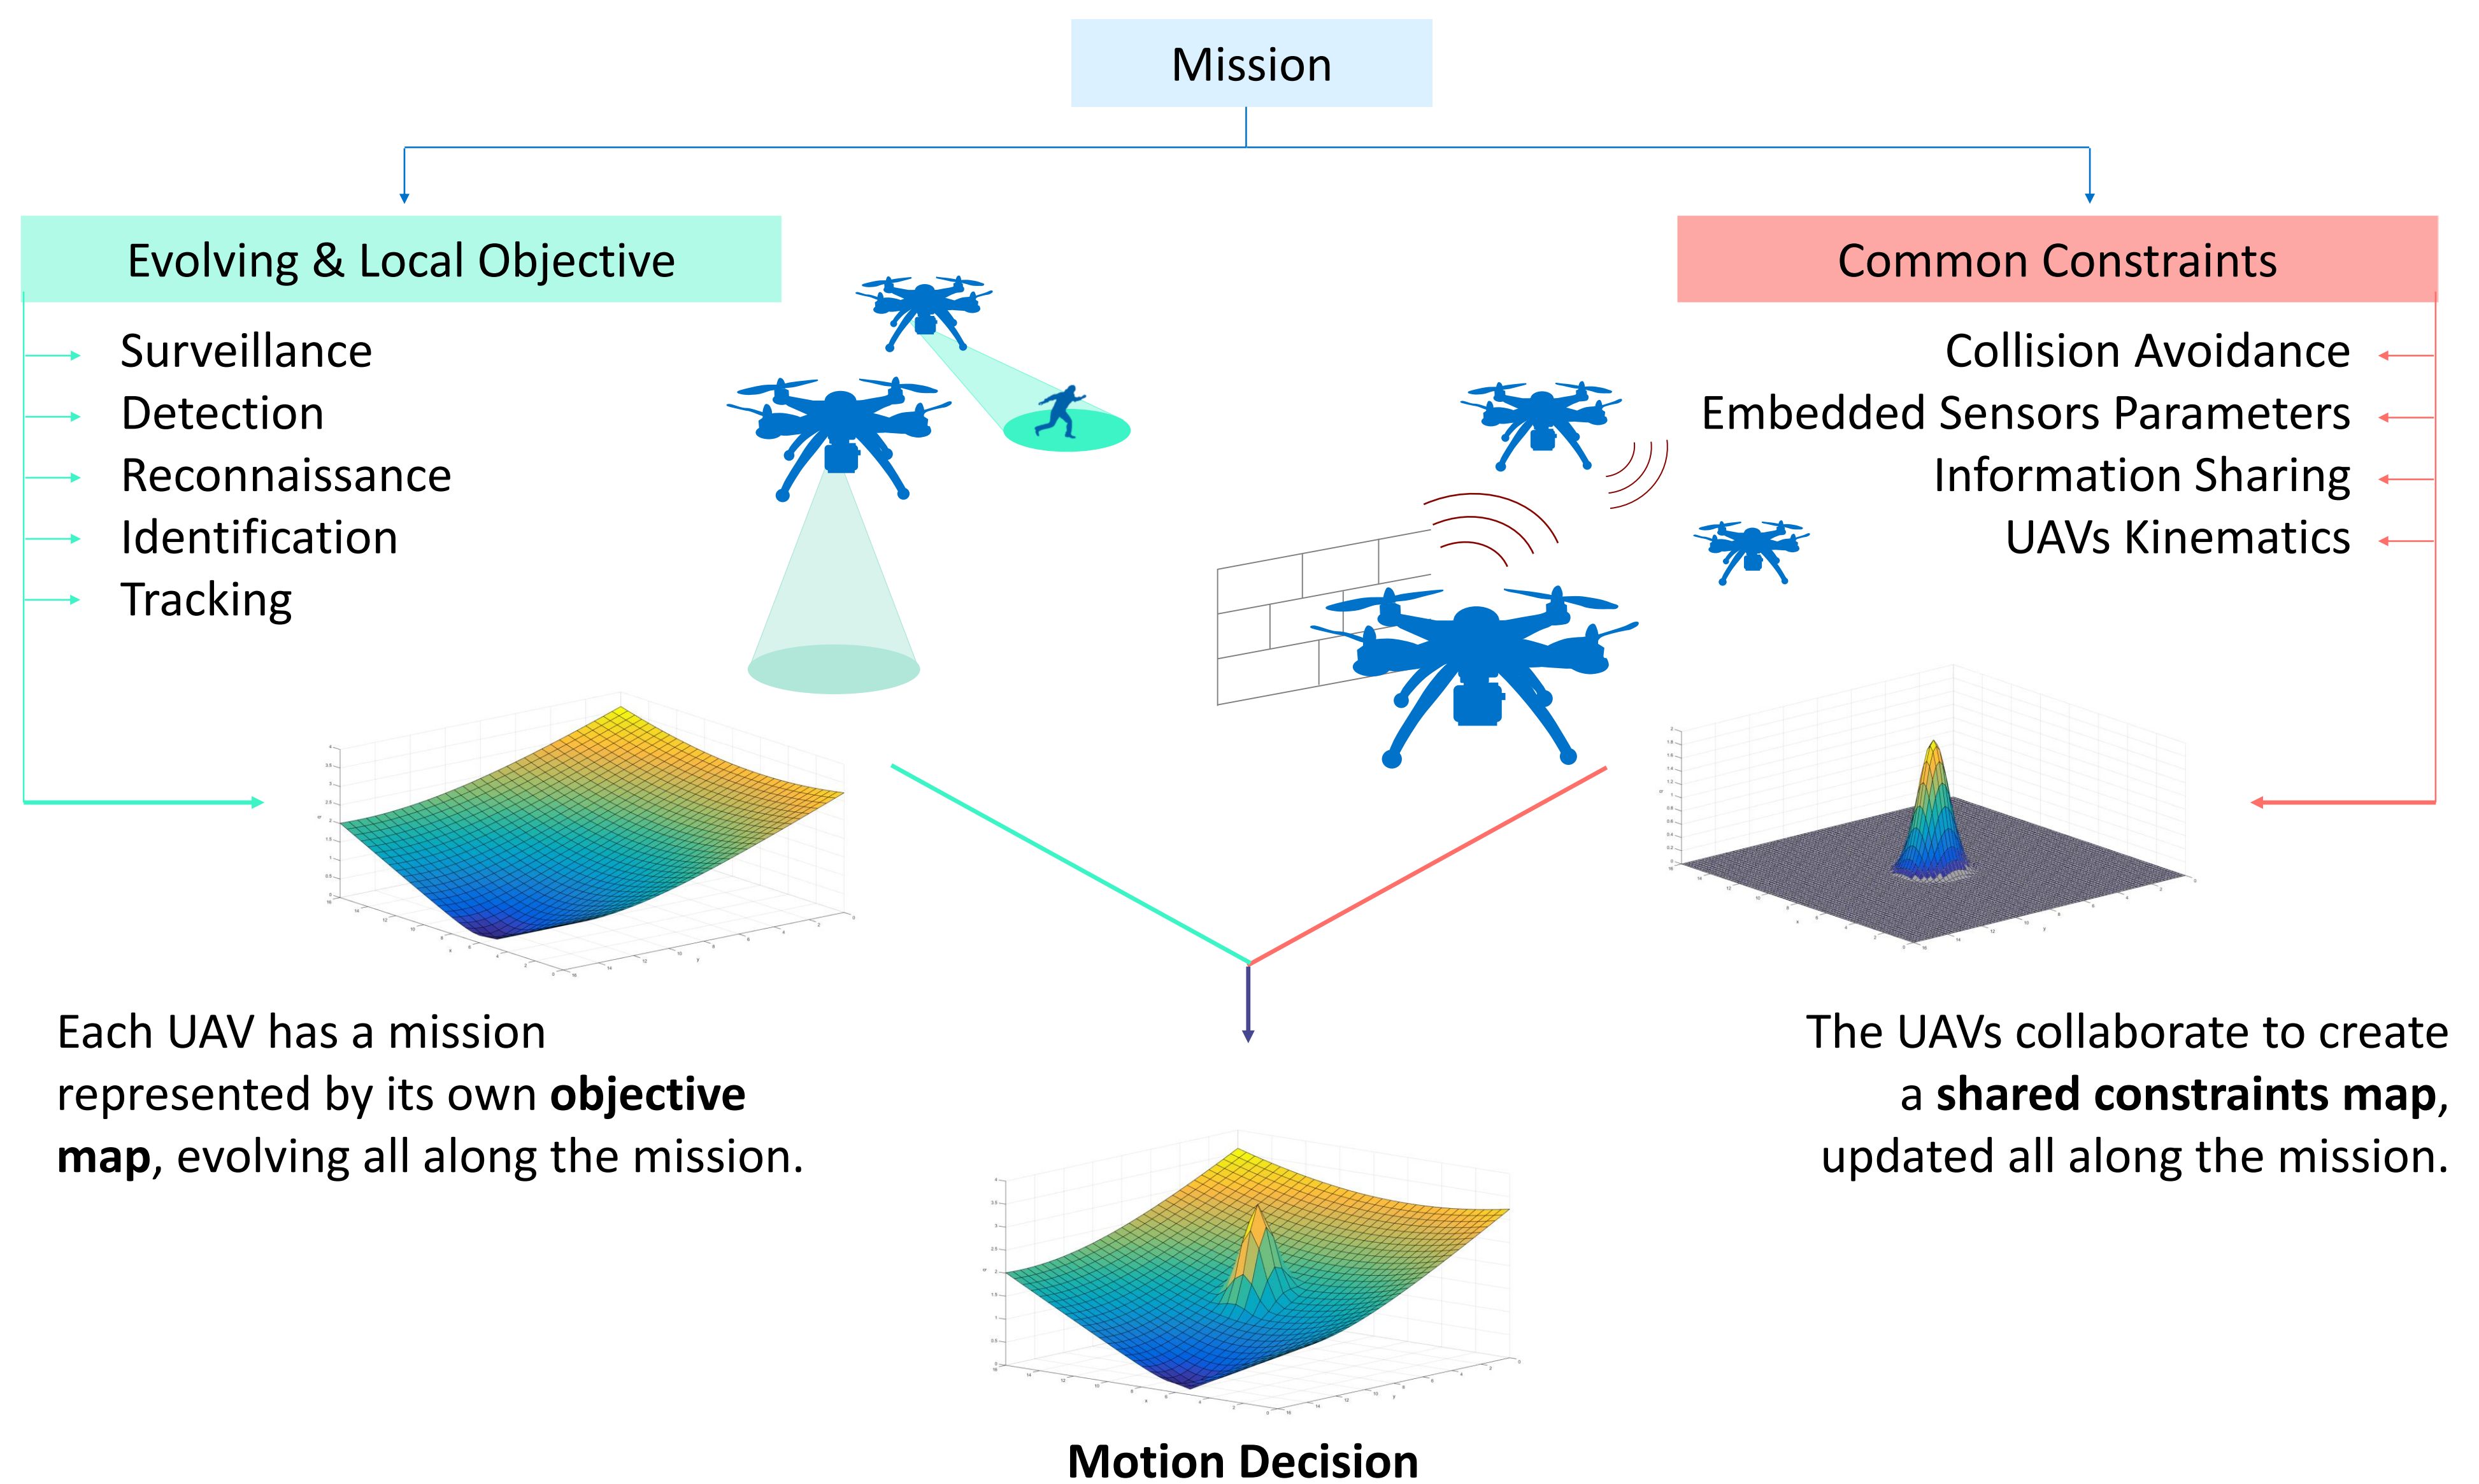 Mission
Evolving & Local Objective
Surveillance
Detection
Reconnaissance
Identification
Tracking
Common Constraints
Collision Avoidance
Embedded Sensors Parameters
Information Sharing
UAVs Kinematics
Each UAV has a mission
represented by its own objective
map, evolving all along the mission.
The UAVs collaborate to create
a shared constraints map,
updated all along the mission.
Motion Decision